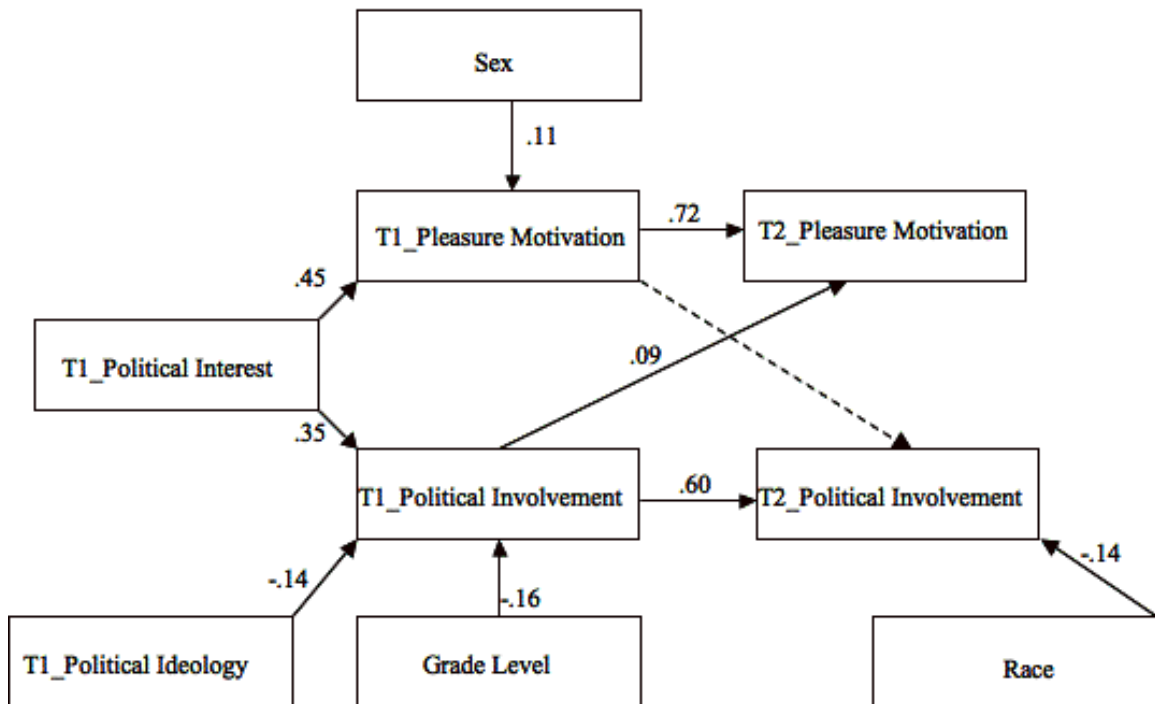 Sex
.11
T1_Pleasure Motivation
.72
T2_Pleasure Motivation
.45
T1_Political Interest
.09
.35
T1_Political Involvement
.60
T2_Political Involvement
-.14
-.16
-.14
T1_Political Ideology
Grade Level
Race